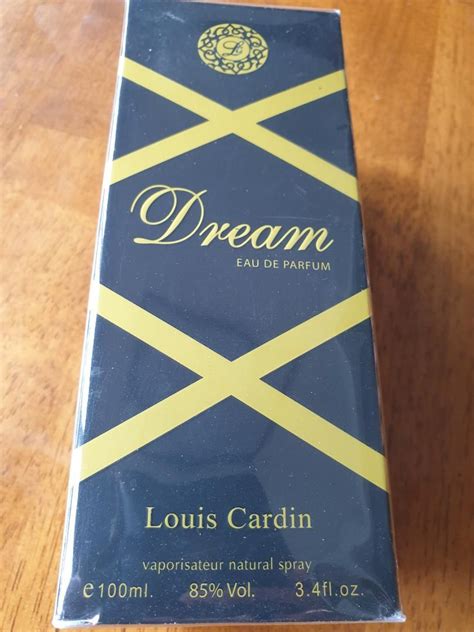 Dream
EAU DE PARFUM
Louis Cardin
vaporisateur natural spray
℮100ml. 85% Vol. 3.4fl.oz.